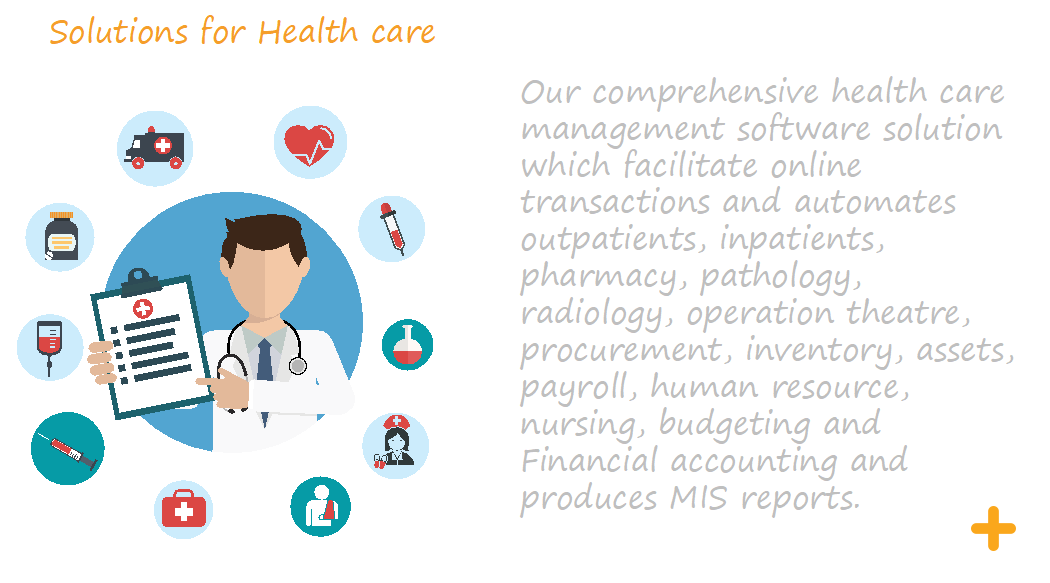 Solutions for Health care
Our comprehensive health care
management software solution
which facilitate online
transactions and automates
outpatients, inpatients,
pharmacy, pathology,
radiology, operation theatre,
procurement, inventory, assets,
payroll, human resource,
nursing, budgeting and
Financial accounting and
produces MIS reports.